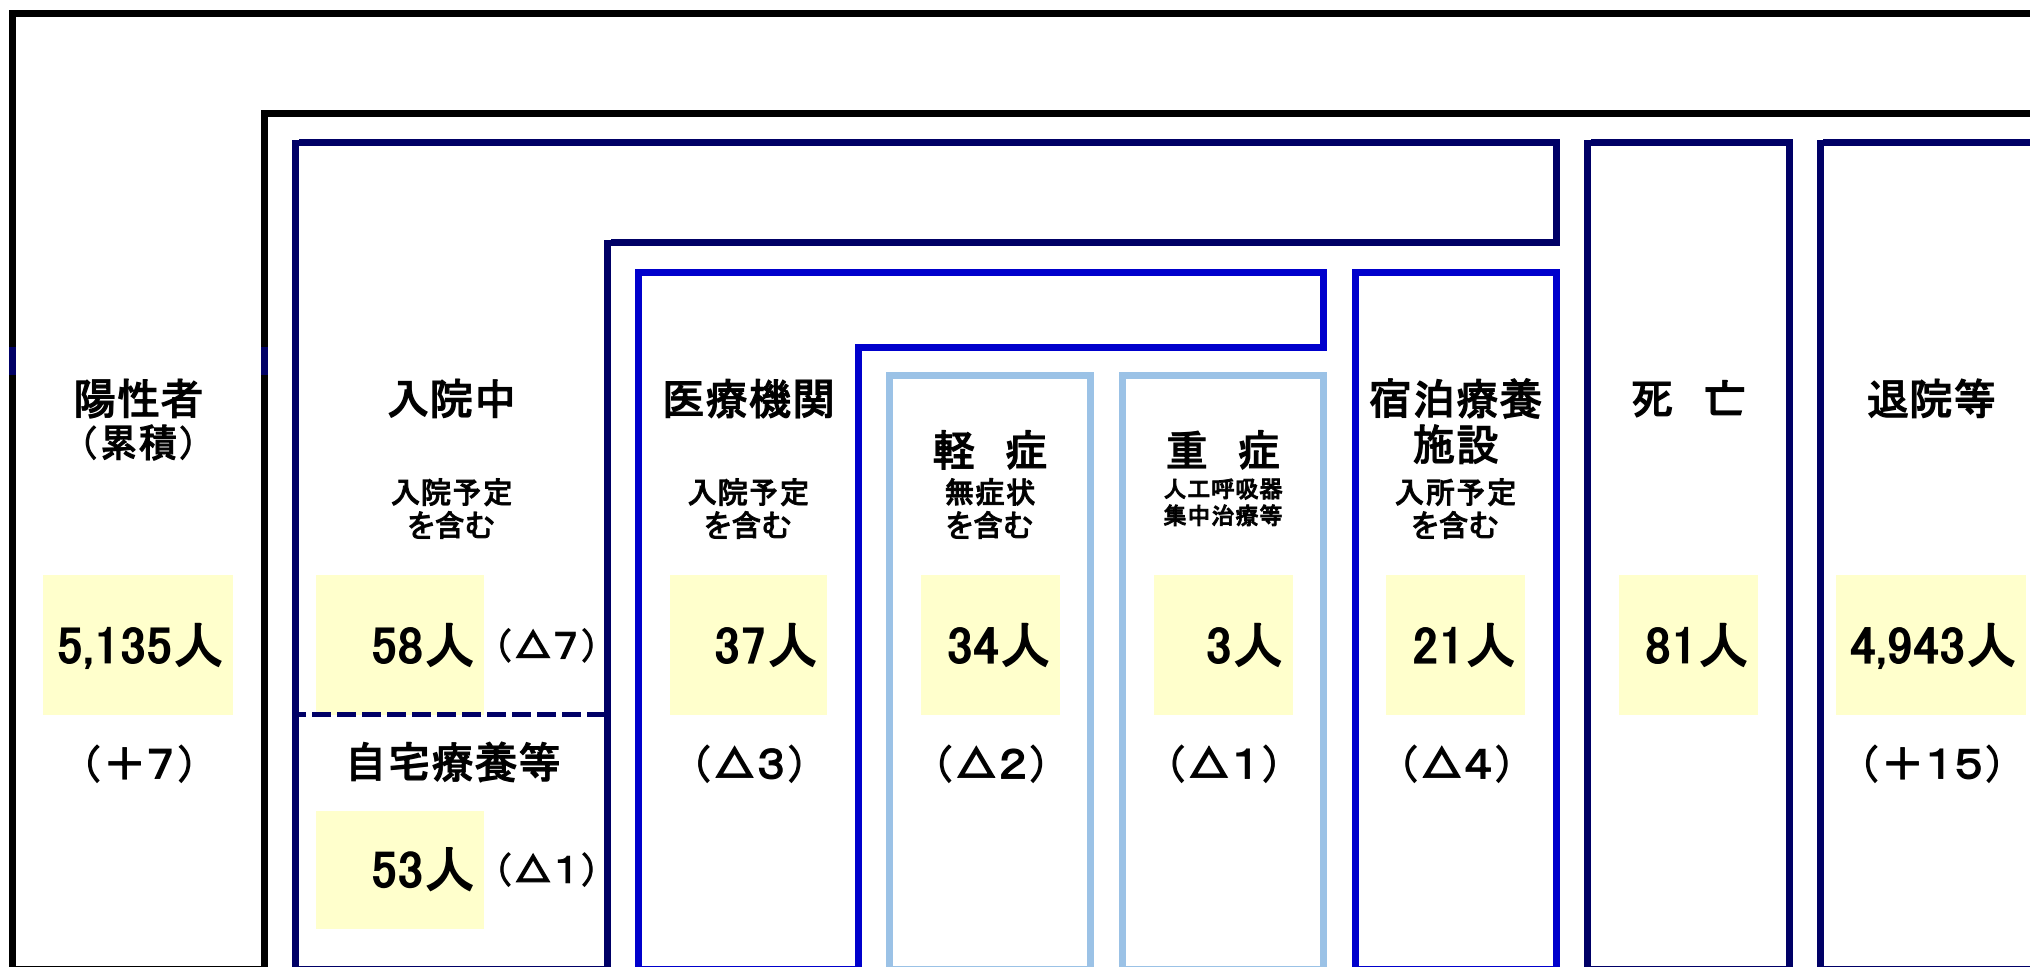 陽性者
（累積）
5,135人
（＋7）
入院中
入院予定
を含む
58人（△7）
自宅療養等
53人（△1）
医療機関
入院予定
を含む
37人
（△3）
軽　症
無症状
を含む
34人
（△2）
重　症
人工呼吸器
集中治療等
3人
（△1）
宿泊療養
施設
入所予定
を含む
21人
（△4）
死　亡
81人
退院等
4,943人
（＋15）